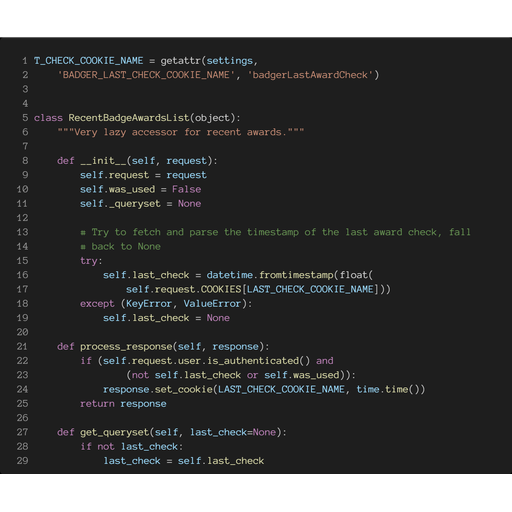 1 T_CHECK_COOKIE_NAME = getattr(settings,
2     'BADGER_LAST_CHECK_COOKIE_NAME', 'badgerLastAwardCheck')
3
4
5 class RecentBadgeAwardsList(object):
6     """Very lazy accessor for recent awards."""
7
8     def __init__(self, request):
9         self.request = request
10         self.was_used = False
11         self._queryset = None
12
13         # Try to fetch and parse the timestamp of the last award check, fall
14         # back to None
15         try:
16             self.last_check = datetime.fromtimestamp(float(
17                 self.request.COOKIES[LAST_CHECK_COOKIE_NAME]))
18         except (KeyError, ValueError):
19             self.last_check = None
20
21     def process_response(self, response):
22         if (self.request.user.is_authenticated() and
23                 (not self.last_check or self.was_used)):
24             response.set_cookie(LAST_CHECK_COOKIE_NAME, time.time())
25         return response
26
27     def get_queryset(self, last_check=None):
28         if not last_check:
29             last_check = self.last_check